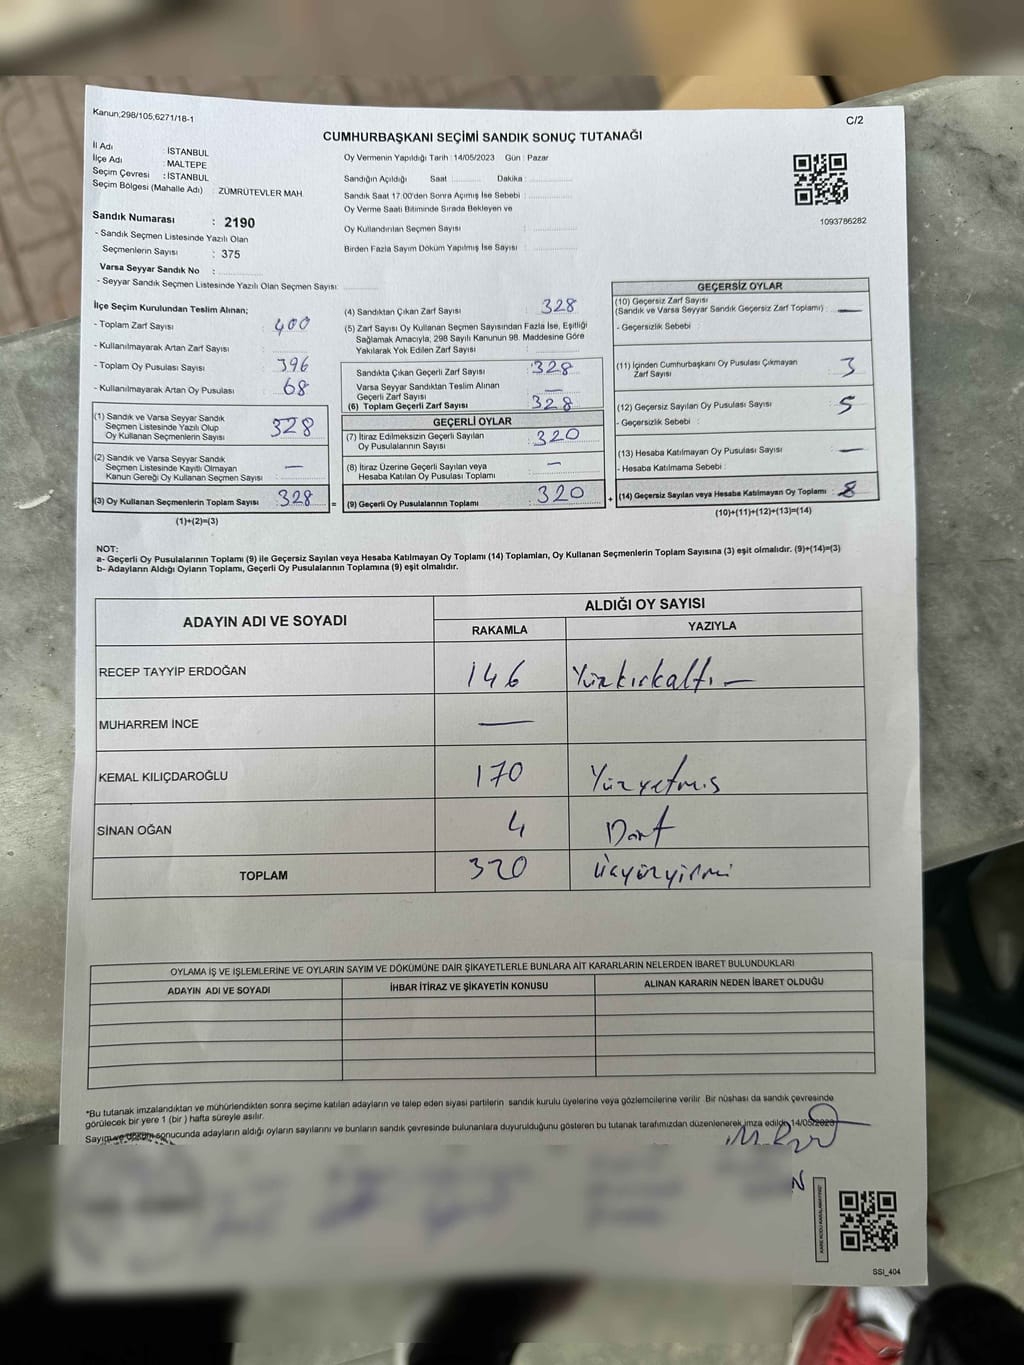 Kanun;298/105,6271/18-1
C/2
CUMHURBAŞKANI SEÇİMİ SANDIK SONUÇ TUTANAĞI
İl Adı : İSTANBUL
İlçe Adı : MALTEPE
Seçim Çevresi : İSTANBUL
Seçim Bölgesi (Mahalle Adı) : ZÜMRÜTEVLER MAH.
Sandık Numarası : 2190
- Sandık Seçmen Listesinde Yazılı Olan
Seçmenlerin Sayısı : 375
Varsa Seyyar Sandık No :
- Seyyar Sandık Seçmen Listesinde Yazılı Olan Seçmen Sayısı:
Oy Vermenin Yapıldığı Tarih : 14/05/2023 Gün : Pazar
Sandığın Açıldığı Saat : Dakika :
Sandık Saat 17:00'den Sonra Açımış İse Sebebi :
Oy Verme Saati Bitiminde Sırada Bekleyen ve
Oy Kullandırılan Seçmen Sayısı :
Birden Fazla Sayım Döküm Yapılmış İse Sayısı :
1093786282
İlçe Seçim Kurulundan Teslim Alınan;
- Toplam Zarf Sayısı : 400
- Kullanılmayarak Artan Zarf Sayısı :
- Toplam Oy Pusulası Sayısı : 396
- Kullanılmayarak Artan Oy Pusulası : 68
(1) Sandık ve Varsa Seyyar Sandık
Seçmen Listesinde Yazılı Olup
Oy Kullanan Seçmenlerin Sayısı : 328
(2) Sandık ve Varsa Seyyar Sandık
Seçmen Listesinde Kayıtlı Olmayan
Kanun Gereği Oy Kullanan Seçmen Sayısı : —
(3) Oy Kullanan Seçmenlerin Toplam Sayısı : 328
(1)+(2)=(3)
(4) Sandıktan Çıkan Zarf Sayısı : 328
(5) Zarf Sayısı Oy Kullanan Seçmen Sayısından Fazla İse, Eşitliği
Sağlamak Amacıyla, 298 Sayılı Kanunun 98. Maddesine Göre
Yakılarak Yok Edilen Zarf Sayısı :
Sandıkta Çıkan Geçerli Zarf Sayısı : 328
Varsa Seyyar Sandıktan Teslim Alınan
Geçerli Zarf Sayısı : —
(6) Toplam Geçerli Zarf Sayısı : 328
GEÇERLİ OYLAR
(7) İtiraz Edilmeksizin Geçerli Sayılan
Oy Pusulalarının Sayısı : 320
(8) İtiraz Üzerine Geçerli Sayılan veya
Hesaba Katılan Oy Pusulası Toplamı : —
= (9) Geçerli Oy Pusulalarının Toplamı : 320
GEÇERSİZ OYLAR
(10) Geçersiz Zarf Sayısı
(Sandık ve Varsa Seyyar Sandık Geçersiz Zarf Toplamı) : —
- Geçersizlik Sebebi :
(11) İçinden Cumhurbaşkanı Oy Pusulası Çıkmayan
Zarf Sayısı : 3
(12) Geçersiz Sayılan Oy Pusulası Sayısı : 5
- Geçersizlik Sebebi :
(13) Hesaba Katılmayan Oy Pusulası Sayısı : —
- Hesaba Katılmama Sebebi :
+ (14) Geçersiz Sayılan veya Hesaba Katılmayan Oy Toplamı : 8
(10)+(11)+(12)+(13)=(14)
NOT:
a- Geçerli Oy Pusulalarının Toplamı (9) ile Geçersiz Sayılan veya Hesaba Katılmayan Oy Toplamı (14) Toplamları, Oy Kullanan Seçmenlerin Toplam Sayısına (3) eşit olmalıdır. (9)+(14)=(3)
b- Adayların Aldığı Oyların Toplamı, Geçerli Oy Pusulalarının Toplamına (9) eşit olmalıdır.
ADAYIN ADI VE SOYADI
ALDIĞI OY SAYISI
RAKAMLA YAZIYLA
RECEP TAYYİP ERDOĞAN 146 Yüzkırkaltı —
MUHARREM İNCE —
KEMAL KILIÇDAROĞLU 170 Yüzyetmiş
SİNAN OĞAN 4 Dört
TOPLAM 320 üçyüzyirmi
OYLAMA İŞ VE İŞLEMLERİNE VE OYLARIN SAYIM VE DÖKÜMÜNE DAİR ŞİKAYETLERLE BUNLARA AİT KARARLARIN NELERDEN İBARET BULUNDUKLARI
ADAYIN ADI VE SOYADI İHBAR İTİRAZ VE ŞİKAYETİN KONUSU ALINAN KARARIN NEDEN İBARET OLDUĞU
*Bu tutanak imzalandıktan ve mühürlendikten sonra seçime katılan adayların ve talep eden siyasi partilerin sandık kurulu üyelerine veya gözlemcilerine verilir. Bir nüshası da sandık çevresinde
görülecek bir yere 1 (bir) hafta süreyle asılır.
Sayım ve döküm sonucunda adayların aldığı oyların sayılarını ve bunların sandık çevresinde bulunanlara duyurulduğunu gösteren bu tutanak tarafımızdan düzenlenerek imza edildi. 14/05/2023
SSI_404